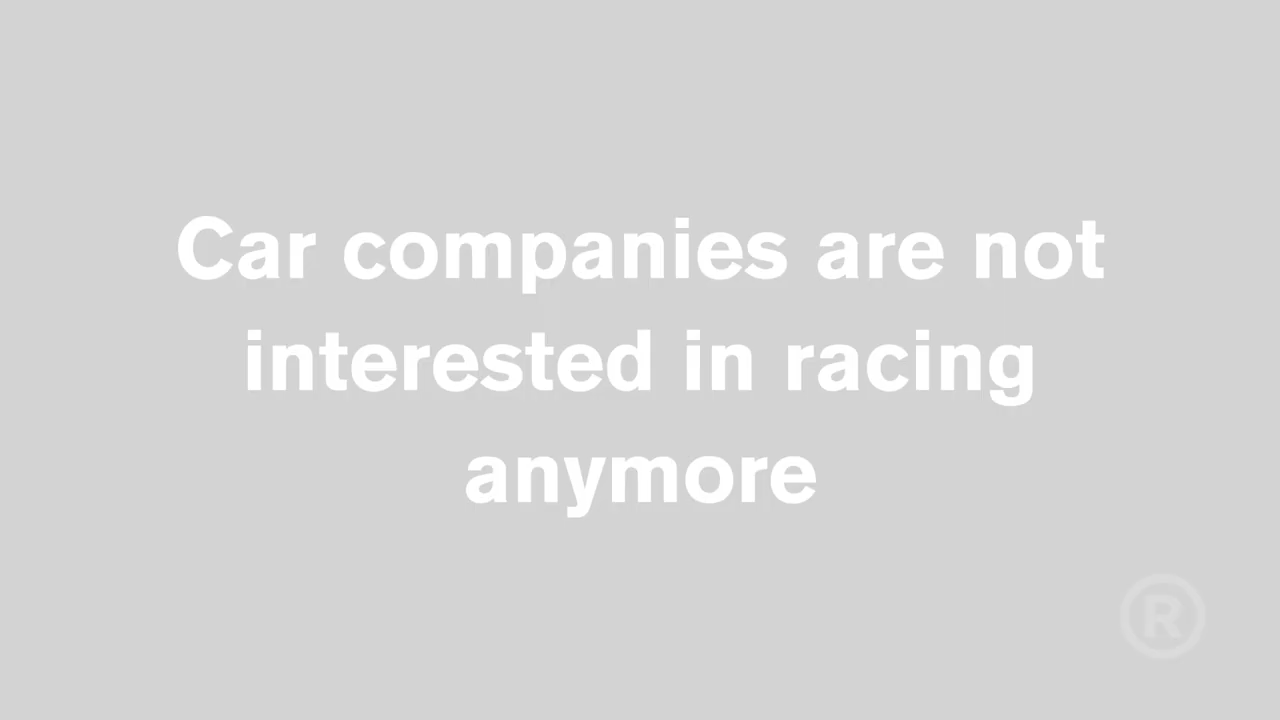 Car companies are not
interested in racing
anymore
®